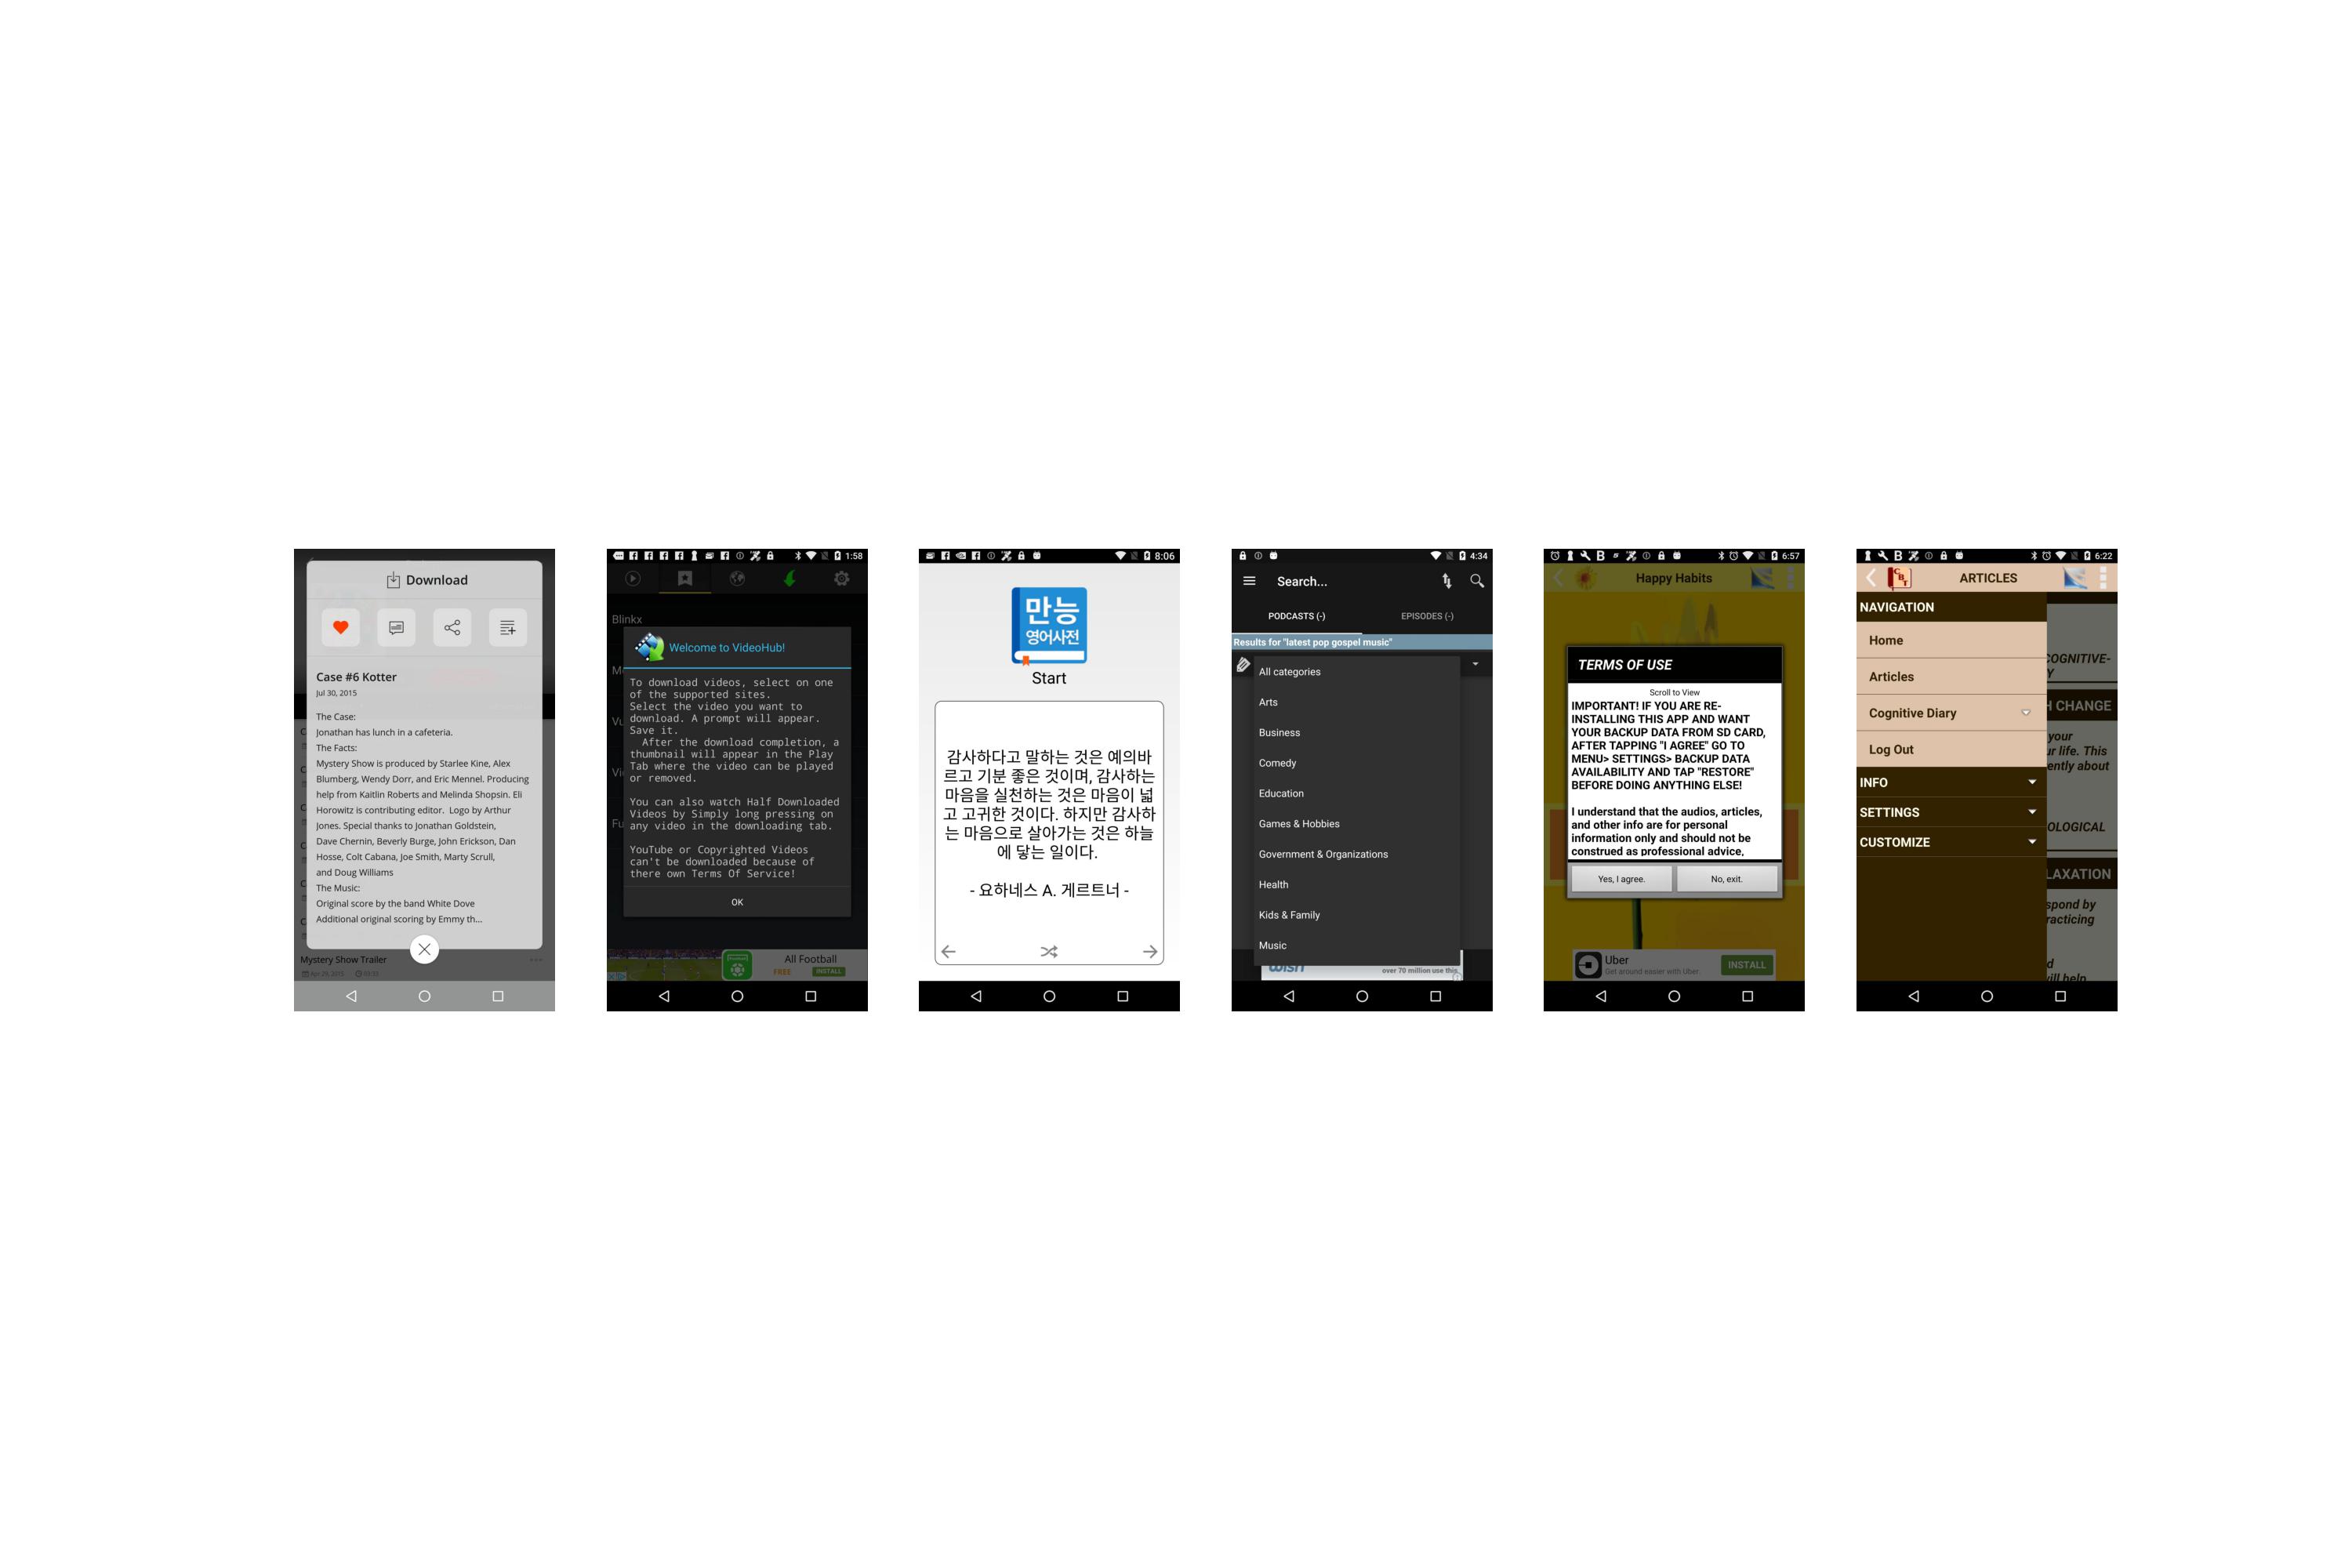 Download
Case #6 Kotter
Jul 30, 2015
The Case:
Jonathan has lunch in a cafeteria.
The Facts:
Mystery Show is produced by Starlee Kine, Alex
Blumberg, Wendy Dorr, and Eric Mennel. Producing
help from Kaitlin Roberts and Melinda Shopsin. Eli
Horowitz is contributing editor. Logo by Arthur
Jones. Special thanks to Jonathan Goldstein,
Dave Chernin, Beverly Burge, John Erickson, Dan
Hosse, Colt Cabana, Joe Smith, Marty Scrull,
and Doug Williams
The Music:
Original score by the band White Dove
Additional original scoring by Emmy th...
Mystery Show Trailer
1:58
Blinkx
Welcome to VideoHub!
To download videos, select on one
of the supported sites.
Select the video you want to
download. A prompt will appear.
Save it.
After the download completion, a
thumbnail will appear in the Play
Tab where the video can be played
or removed.
You can also watch Half Downloaded
Videos by Simply long pressing on
any video in the downloading tab.
YouTube or Copyrighted Videos
can't be downloaded because of
there own Terms Of Service!
OK
All Football
FREE INSTALL
8:06
만능
영어사전
Start
감사하다고 말하는 것은 예의바
르고 기분 좋은 것이며, 감사하는
마음을 실천하는 것은 마음이 넓
고 고귀한 것이다. 하지만 감사하
는 마음으로 살아가는 것은 하늘
에 닿는 일이다.
- 요하네스 A. 게르트너 -
4:34
Search...
PODCASTS (-) EPISODES (-)
Results for "latest pop gospel music"
All categories
Arts
Business
Comedy
Education
Games & Hobbies
Government & Organizations
Health
Kids & Family
Music
wish over 70 million use this
6:57
Happy Habits
TERMS OF USE
Scroll to View
IMPORTANT! IF YOU ARE RE-
INSTALLING THIS APP AND WANT
YOUR BACKUP DATA FROM SD CARD,
AFTER TAPPING "I AGREE" GO TO
MENU> SETTINGS> BACKUP DATA
AVAILABILITY AND TAP "RESTORE"
BEFORE DOING ANYTHING ELSE!
I understand that the audios, articles,
and other info are for personal
information only and should not be
construed as professional advice,
Yes, I agree. No, exit.
Uber
Get around easier with Uber
INSTALL
6:22
CBT
ARTICLES
NAVIGATION
Home
Articles
Cognitive Diary
Log Out
INFO
SETTINGS
CUSTOMIZE
COGNITIVE-
Y
H CHANGE
your
ur life. This
ently about
OLOGICAL
LAXATION
spond by
racticing
d
ill help